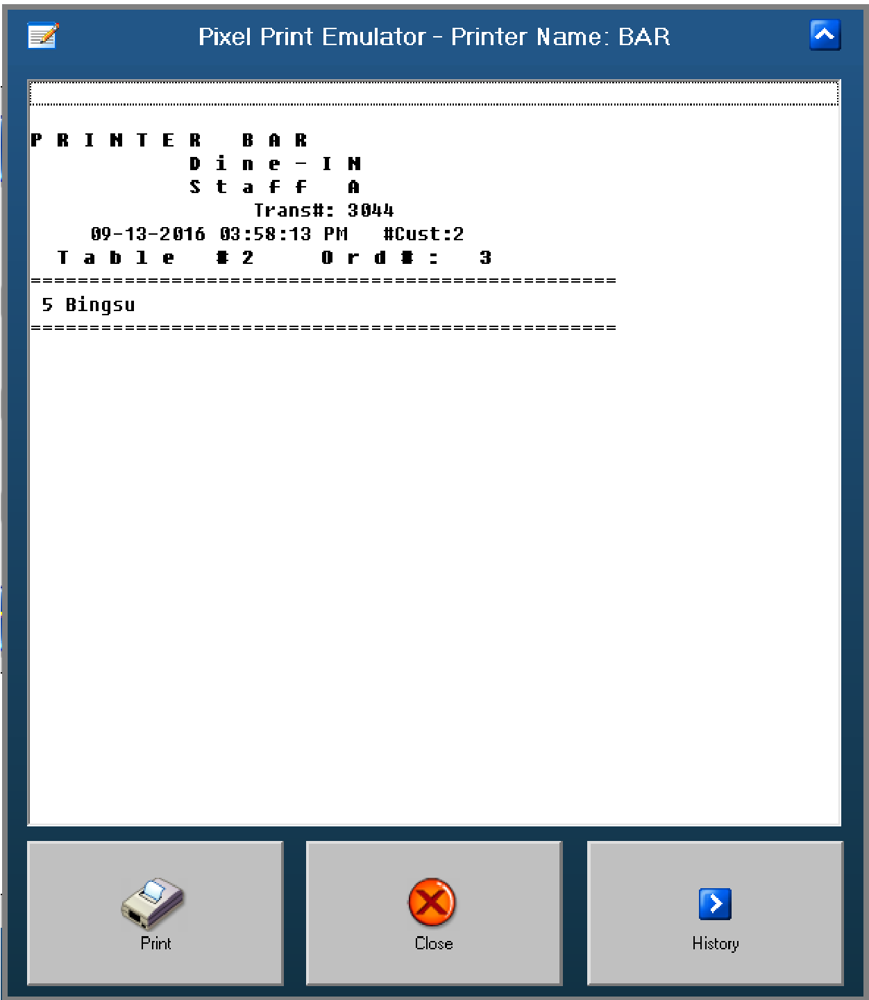 Pixel Print Emulator - Printer Name: BAR
PRINTER BAR
Dine-IN
Staff A
Trans#: 3044
09-13-2016 03:58:13 PM #Cust:2
Table #2 Ord#: 3
==================================================
5 Bingsu
==================================================
Print
Close
History